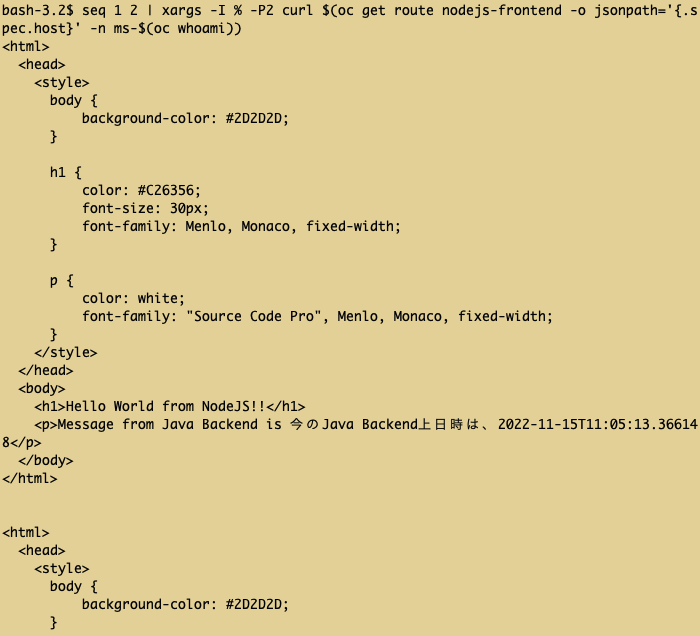 bash-3.2$ seq 1 2 | xargs -I % -P2 curl $(oc get route nodejs-frontend -o jsonpath='{.s
pec.host}' -n ms-$(oc whoami))
<html>
  <head>
    <style>
      body {
          background-color: #2D2D2D;
      }

      h1 {
          color: #C26356;
          font-size: 30px;
          font-family: Menlo, Monaco, fixed-width;
      }

      p {
          color: white;
          font-family: "Source Code Pro", Menlo, Monaco, fixed-width;
      }
    </style>
  </head>
  <body>
    <h1>Hello World from NodeJS!!</h1>
    <p>Message from Java Backend is 今のJava Backend上日時は、2022-11-15T11:05:13.36614
8</p>
  </body>
</html>


<html>
  <head>
    <style>
      body {
          background-color: #2D2D2D;
      }